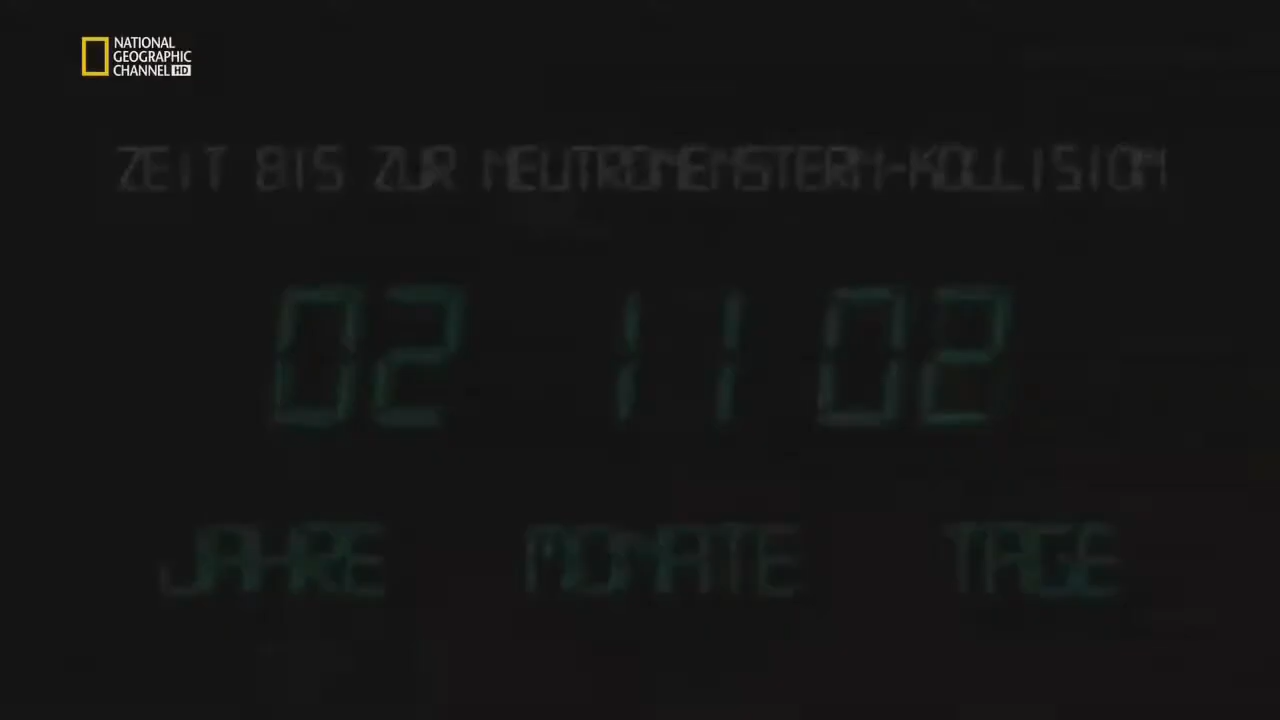 NATIONAL
GEOGRAPHIC
CHANNEL HD
ZEIT BIS ZUR NEUTRONENSTERN-KOLLISION
02 11 02
JAHRE MONATE TAGE